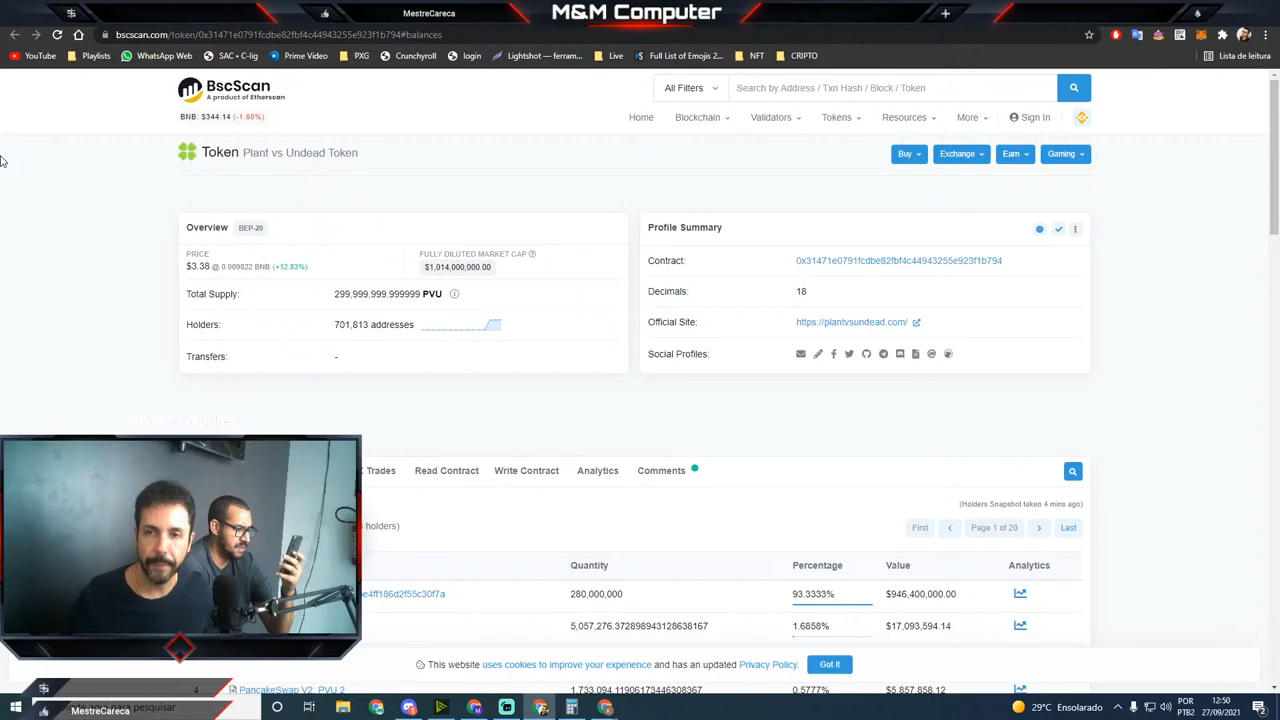 MestreCareca
M&M Computer
MestreCareca
bscscan.com/token/0x31471e0791fcdbe82fbf4c44943255e923f1b794#balances
YouTube Playlists WhatsApp Web SAC • C-lig Prime Video PXG Crunchyroll login Lightshot — ferram... Live Full List of Emojis 2... NFT CRIPTO Lista de leitura
BscScan
A product of Etherscan
All Filters
Search by Address / Txn Hash / Block / Token
BNB: $344.14 (-1.60%)
Home Blockchain Validators Tokens Resources More Sign In
Token Plant vs Undead Token
Buy Exchange Earn Gaming
Overview BEP-20
PRICE
$3.38 @ 0.009822 BNB (+12.83%)
FULLY DILUTED MARKET CAP
$1,014,000,000.00
Total Supply: 299,999,999.999999 PVU
Holders: 701,813 addresses
Transfers: -
Profile Summary
Contract: 0x31471e0791fcdbe82fbf4c44943255e923f1b794
Decimals: 18
Official Site: https://plantvsundead.com/
Social Profiles:
Trades Read Contract Write Contract Analytics Comments
(Holders Snapshot taken 4 mins ago)
holders)
First Page 1 of 20 Last
Quantity Percentage Value Analytics
e4ff186d2f55c30f7a 280,000,000 93.3333% $946,400,000.00
5,057,276.372898943128638167 1.6858% $17,093,594.14
This website uses cookies to improve your experience and has an updated Privacy Policy. Got It
4 PancakeSwap V2: PVU 2 1,733,094.11906173446308367 0.5777% $5,857,858.12
aqui para pesquisar
MestreCareca
29°C Ensolarado
POR
PTB2
12:50
27/09/2021
2